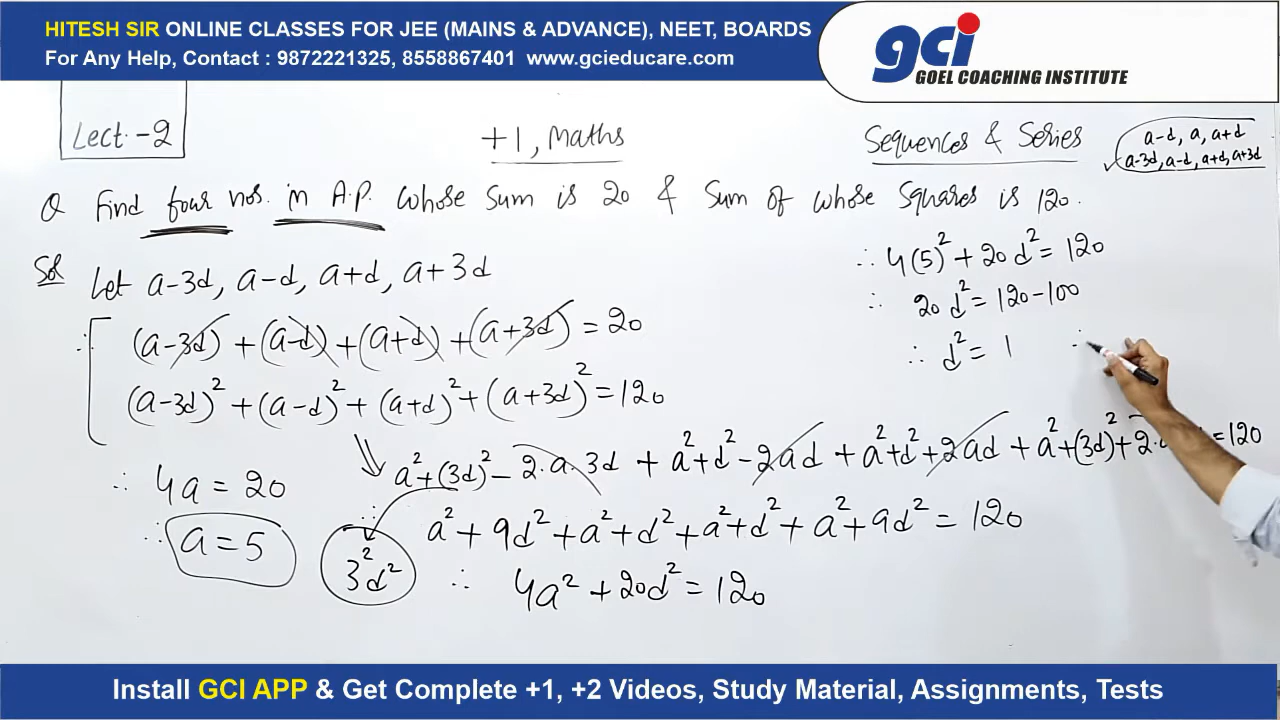 HITESH SIR ONLINE CLASSES FOR JEE (MAINS & ADVANCE), NEET, BOARDS
For Any Help, Contact : 9872221325, 8558867401 www.gcieducare.com
gci
GOEL COACHING INSTITUTE
Lect.-2
+1, Maths
Sequences & Series
a-d, a, a+d
a-3d, a-d, a+d, a+3d
Q Find four nos. in A.P. whose sum is 20 & sum of whose squares is 120.
Sol Let a-3d, a-d, a+d, a+3d
∴ (a-3d) + (a-d) + (a+d) + (a+3d) = 20
(a-3d)² + (a-d)² + (a+d)² + (a+3d)² = 120
a²+(3d)² - 2.a.3d + a²+d²-2ad + a²+d²+2ad + a²+(3d)²+2. =120
∴ 4a = 20
∴ a = 5
3²d²
∴ a² + 9d² + a² + d² + a² + d² + a² + 9d² = 120
∴ 4a² + 20d² = 120
∴ 4(5)² + 20d² = 120
∴ 20d² = 120-100
∴ d² = 1
Install GCI APP & Get Complete +1, +2 Videos, Study Material, Assignments, Tests